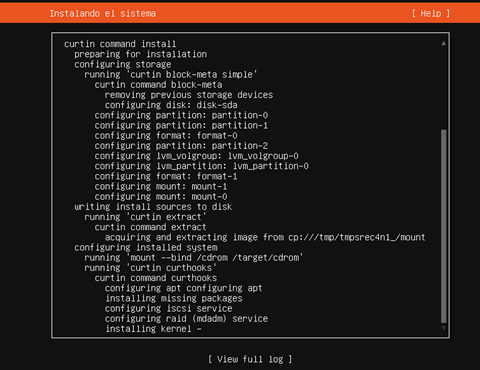 Instalando el sistema [ Help ]
curtin command install
preparing for installation
configuring storage
running 'curtin block-meta simple'
curtin command block-meta
removing previous storage devices
configuring disk: disk-sda
configuring partition: partition-0
configuring partition: partition-1
configuring format: format-0
configuring partition: partition-2
configuring lvm_volgroup: lvm_volgroup-0
configuring lvm_partition: lvm_partition-0
configuring format: format-1
configuring mount: mount-1
configuring mount: mount-0
writing install sources to disk
running 'curtin extract'
curtin command extract
acquiring and extracting image from cp:///tmp/tmpsrec4n1_/mount
configuring installed system
running 'mount --bind /cdrom /target/cdrom'
running 'curtin curthooks'
curtin command curthooks
configuring apt configuring apt
installing missing packages
configuring iscsi service
configuring raid (mdadm) service
installing kernel -
[ View full log ]